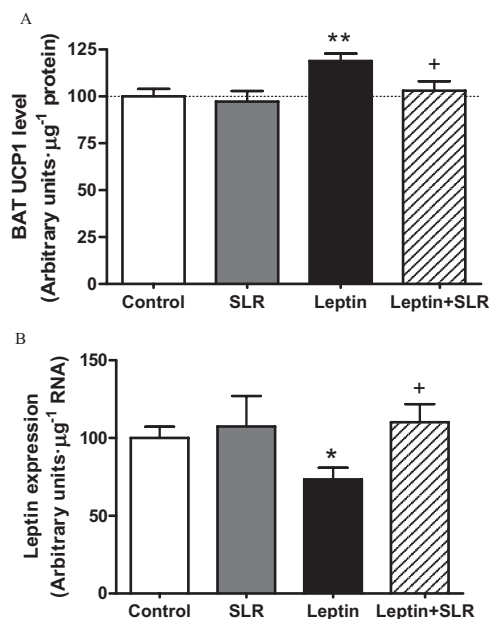 A
BAT UCP1 level
(Arbitrary units·µg⁻¹ protein)
125
100
75
50
25
0
**
+
Control SLR Leptin Leptin+SLR
B
Leptin expression
(Arbitrary units·µg⁻¹ RNA)
150
100
50
0
*
+
Control SLR Leptin Leptin+SLR